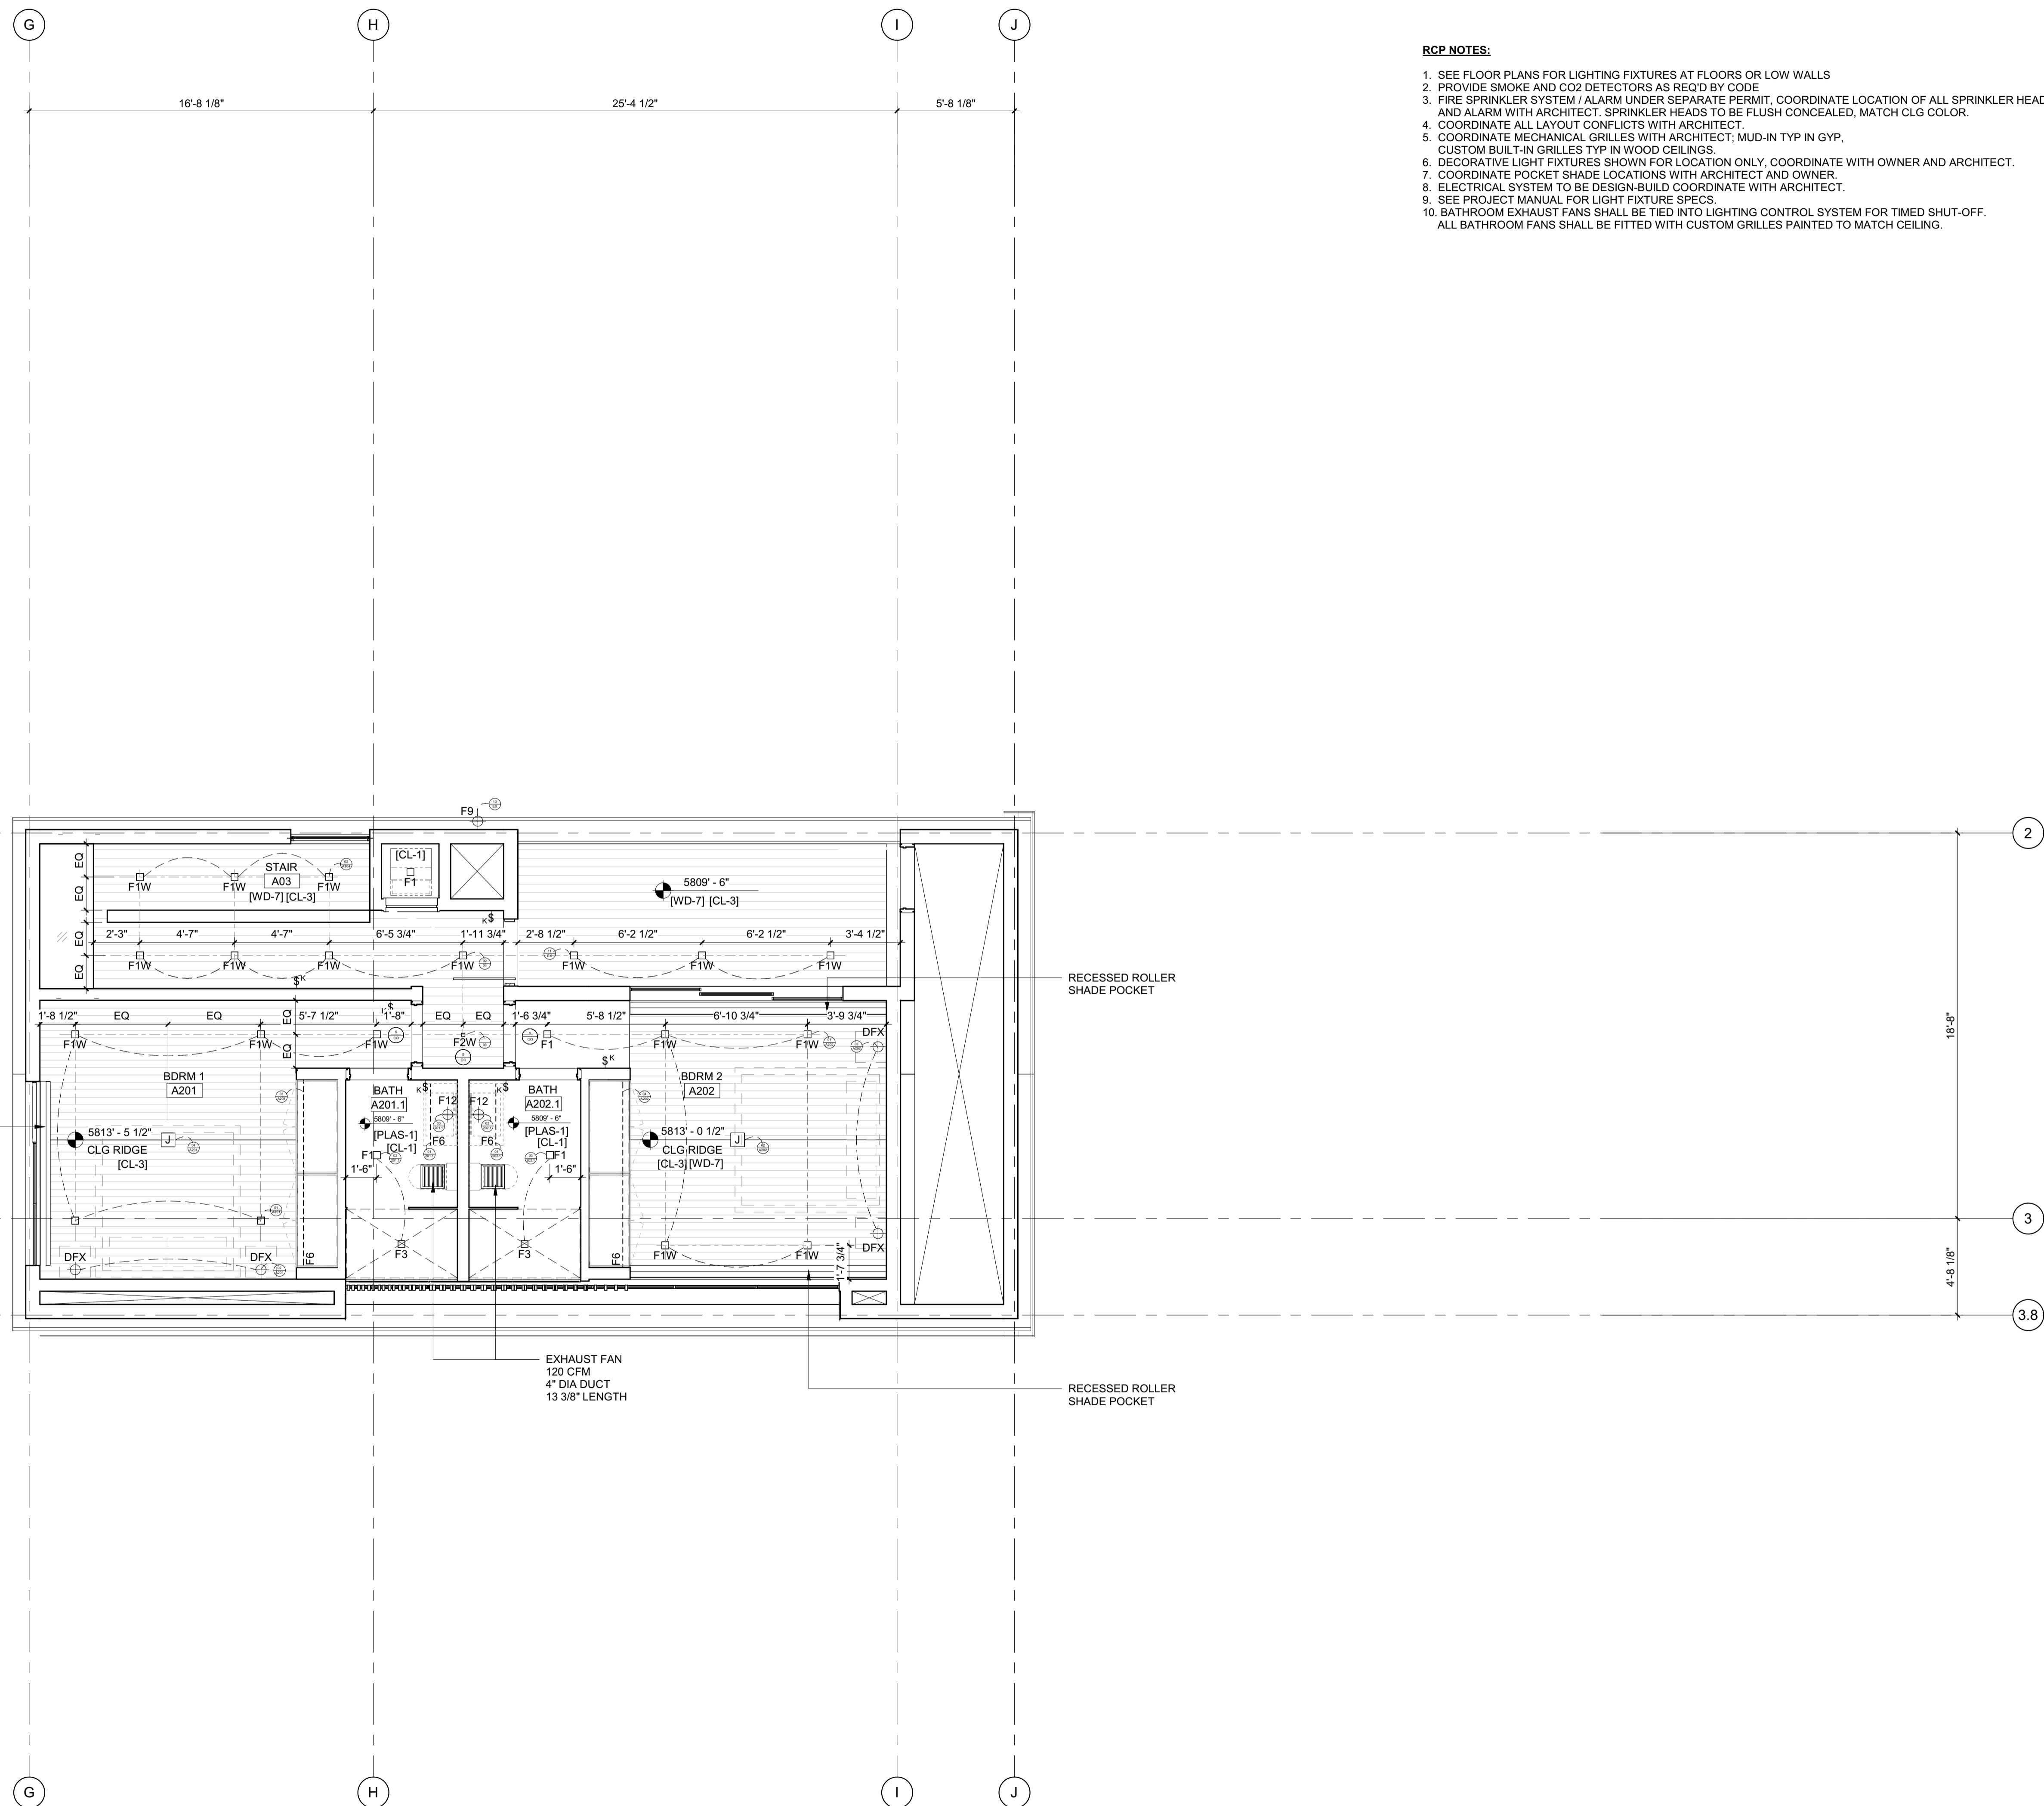 G
H
I
J
16'-8 1/8"
25'-4 1/2"
5'-8 1/8"
RCP NOTES:
1. SEE FLOOR PLANS FOR LIGHTING FIXTURES AT FLOORS OR LOW WALLS
2. PROVIDE SMOKE AND CO2 DETECTORS AS REQ'D BY CODE
3. FIRE SPRINKLER SYSTEM / ALARM UNDER SEPARATE PERMIT, COORDINATE LOCATION OF ALL SPRINKLER HEAD
AND ALARM WITH ARCHITECT. SPRINKLER HEADS TO BE FLUSH CONCEALED, MATCH CLG COLOR.
4. COORDINATE ALL LAYOUT CONFLICTS WITH ARCHITECT.
5. COORDINATE MECHANICAL GRILLES WITH ARCHITECT; MUD-IN TYP IN GYP,
CUSTOM BUILT-IN GRILLES TYP IN WOOD CEILINGS.
6. DECORATIVE LIGHT FIXTURES SHOWN FOR LOCATION ONLY, COORDINATE WITH OWNER AND ARCHITECT.
7. COORDINATE POCKET SHADE LOCATIONS WITH ARCHITECT AND OWNER.
8. ELECTRICAL SYSTEM TO BE DESIGN-BUILD COORDINATE WITH ARCHITECT.
9. SEE PROJECT MANUAL FOR LIGHT FIXTURE SPECS.
10. BATHROOM EXHAUST FANS SHALL BE TIED INTO LIGHTING CONTROL SYSTEM FOR TIMED SHUT-OFF.
ALL BATHROOM FANS SHALL BE FITTED WITH CUSTOM GRILLES PAINTED TO MATCH CEILING.
F9
2
EQ
EQ
EQ
EQ
STAIR
A03
[WD-7] [CL-3]
F1W
F1W
F1W
[CL-1]
F1
5809' - 6"
[WD-7] [CL-3]
K$
2'-3"
4'-7"
4'-7"
6'-5 3/4"
1'-11 3/4"
2'-8 1/2"
6'-2 1/2"
6'-2 1/2"
3'-4 1/2"
F1W
F1W
F1W
F1W
F1W
F1W
F1W
$K
RECESSED ROLLER
SHADE POCKET
1'-8 1/2"
EQ
EQ
5'-7 1/2"
$
1'-8"
EQ
EQ
1'-6 3/4"
5'-8 1/2"
6'-10 3/4"
3'-9 3/4"
EQ
EQ
F1W
F1W
F1W
F2W
F1
F1W
F1W
DFX
18'-8"
$K
BDRM 1
A201
BATH
A201.1
5809' - 6"
[PLAS-1]
[CL-1]
K$
F12
F6
F1
1'-6"
K$
F12
F6
BATH
A202.1
5809' - 6"
[PLAS-1]
[CL-1]
F1
1'-6"
BDRM 2
A202
5813' - 5 1/2"
CLG RIDGE
[CL-3]
J
5813' - 0 1/2"
CLG RIDGE
[CL-3] [WD-7]
J
3
DFX
DFX
F6
F3
F3
F6
F1W
F1W
1'-7 3/4"
DFX
4'-8 1/8"
3.8
EXHAUST FAN
120 CFM
4" DIA DUCT
13 3/8" LENGTH
RECESSED ROLLER
SHADE POCKET
G
H
I
J